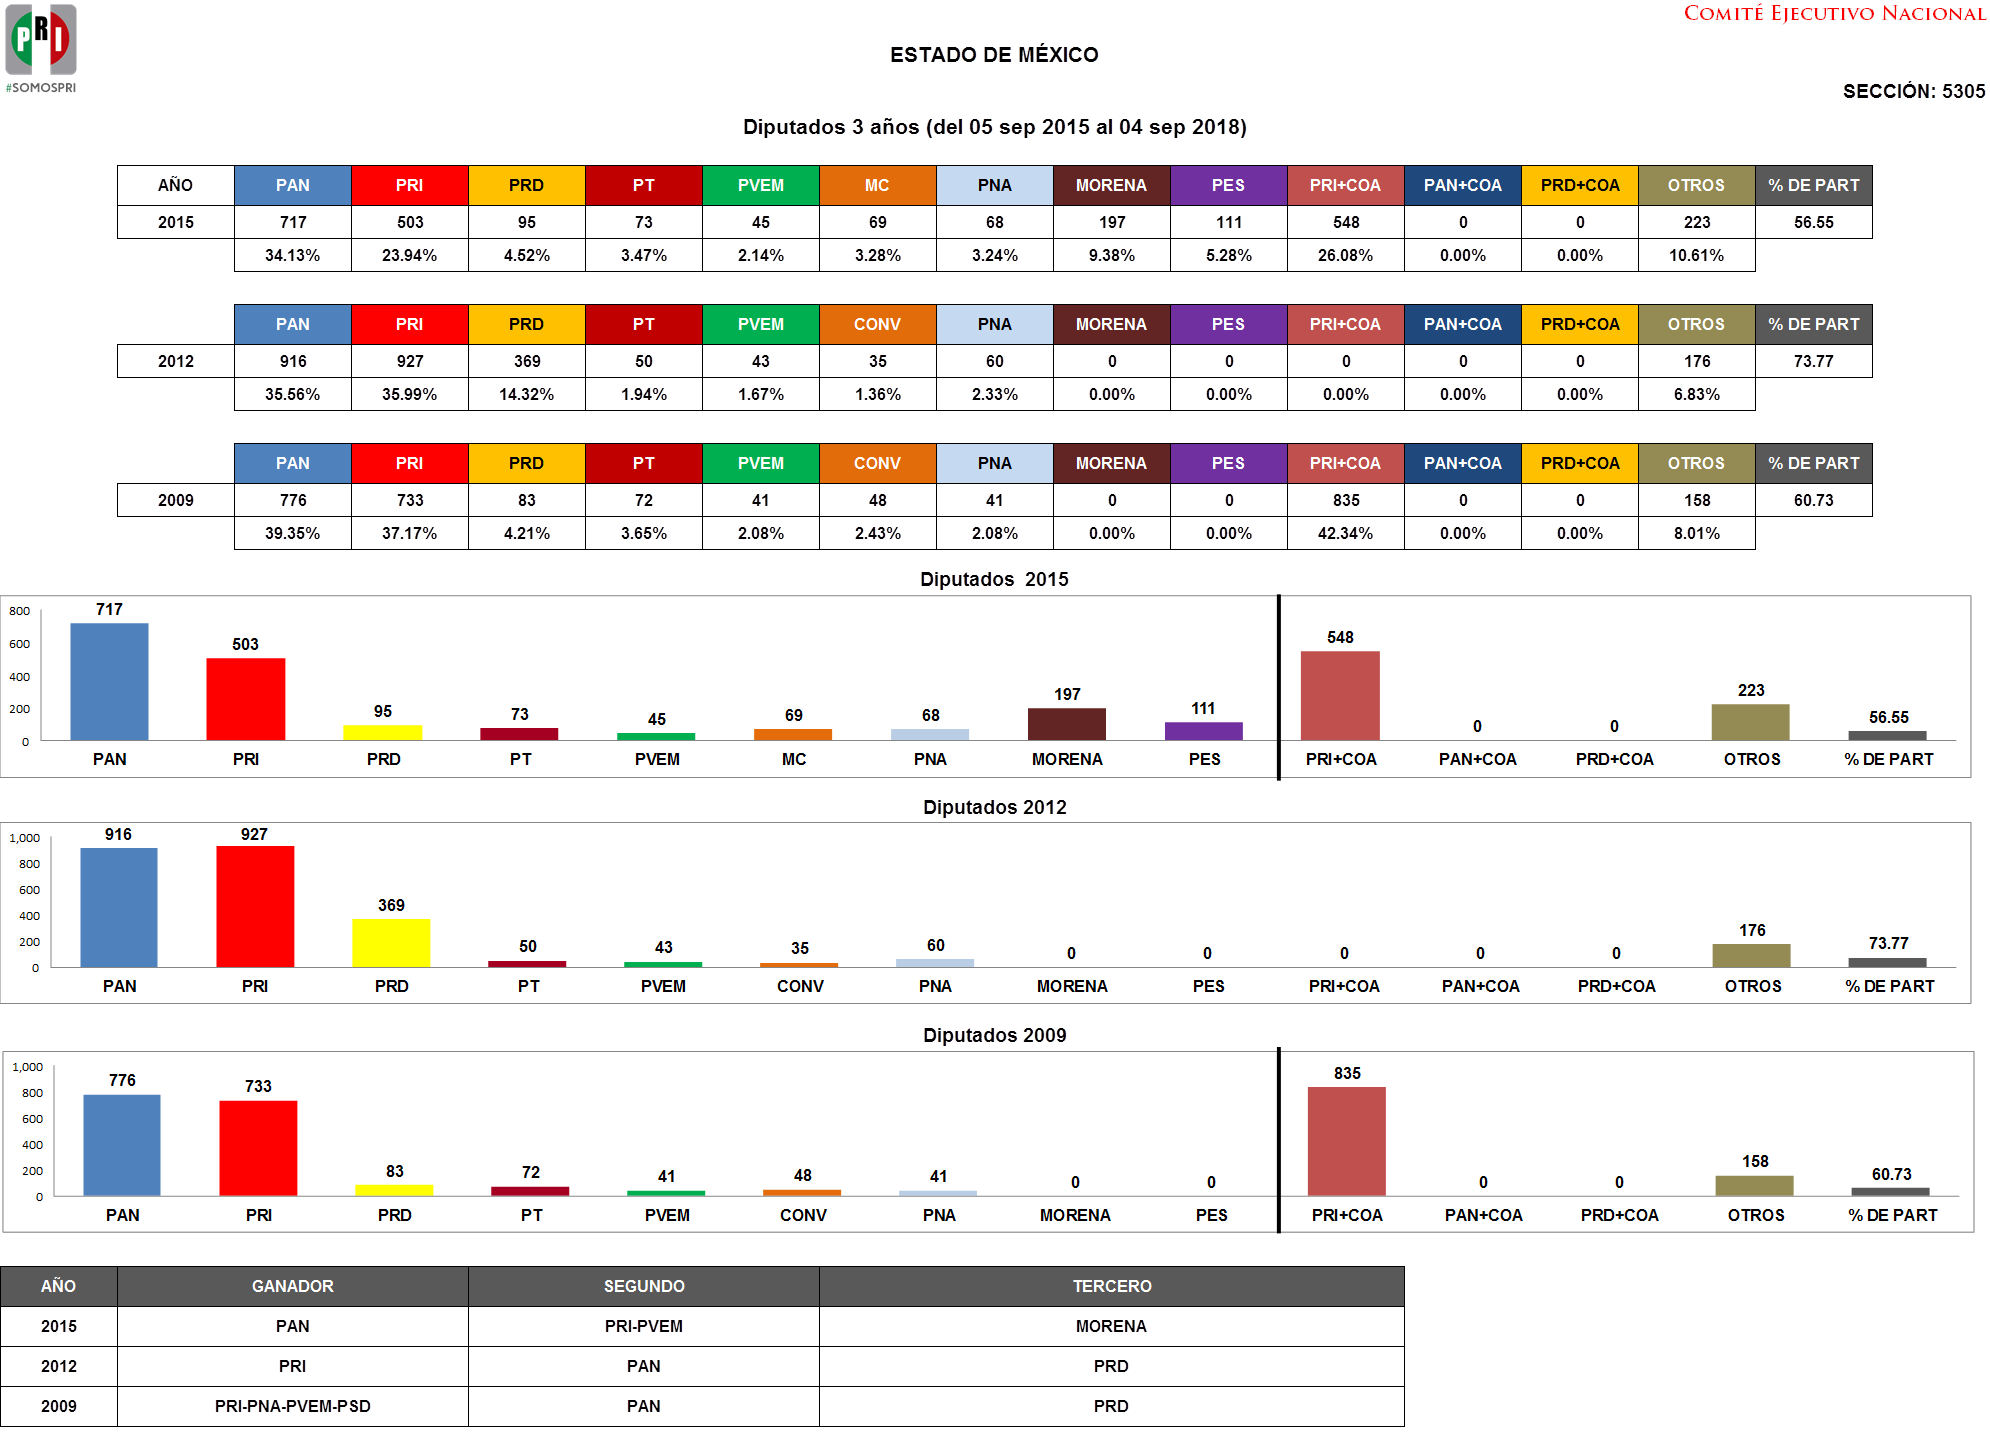 PRI
#SOMOSPRI
COMITÉ EJECUTIVO NACIONAL
ESTADO DE MÉXICO
SECCIÓN: 5305
Diputados 3 años (del 05 sep 2015 al 04 sep 2018)
AÑO PAN PRI PRD PT PVEM MC PNA MORENA PES PRI+COA PAN+COA PRD+COA OTROS % DE PART
2015 717 503 95 73 45 69 68 197 111 548 0 0 223 56.55
34.13% 23.94% 4.52% 3.47% 2.14% 3.28% 3.24% 9.38% 5.28% 26.08% 0.00% 0.00% 10.61%
PAN PRI PRD PT PVEM CONV PNA MORENA PES PRI+COA PAN+COA PRD+COA OTROS % DE PART
2012 916 927 369 50 43 35 60 0 0 0 0 0 176 73.77
35.56% 35.99% 14.32% 1.94% 1.67% 1.36% 2.33% 0.00% 0.00% 0.00% 0.00% 0.00% 6.83%
PAN PRI PRD PT PVEM CONV PNA MORENA PES PRI+COA PAN+COA PRD+COA OTROS % DE PART
2009 776 733 83 72 41 48 41 0 0 835 0 0 158 60.73
39.35% 37.17% 4.21% 3.65% 2.08% 2.43% 2.08% 0.00% 0.00% 42.34% 0.00% 0.00% 8.01%
Diputados 2015
800
600
400
200
0
717 503 95 73 45 69 68 197 111 548 0 0 223 56.55
PAN PRI PRD PT PVEM MC PNA MORENA PES PRI+COA PAN+COA PRD+COA OTROS % DE PART
Diputados 2012
1,000
800
600
400
200
0
916 927 369 50 43 35 60 0 0 0 0 0 176 73.77
PAN PRI PRD PT PVEM CONV PNA MORENA PES PRI+COA PAN+COA PRD+COA OTROS % DE PART
Diputados 2009
1,000
800
600
400
200
0
776 733 83 72 41 48 41 0 0 835 0 0 158 60.73
PAN PRI PRD PT PVEM CONV PNA MORENA PES PRI+COA PAN+COA PRD+COA OTROS % DE PART
AÑO GANADOR SEGUNDO TERCERO
2015 PAN PRI-PVEM MORENA
2012 PRI PAN PRD
2009 PRI-PNA-PVEM-PSD PAN PRD